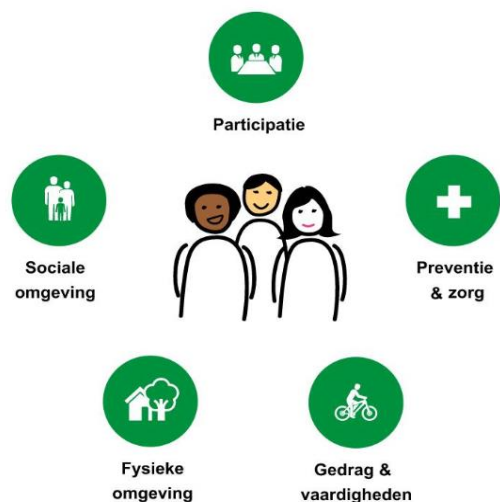 Participatie
Sociale
omgeving
Preventie
& zorg
Fysieke
omgeving
Gedrag &
vaardigheden